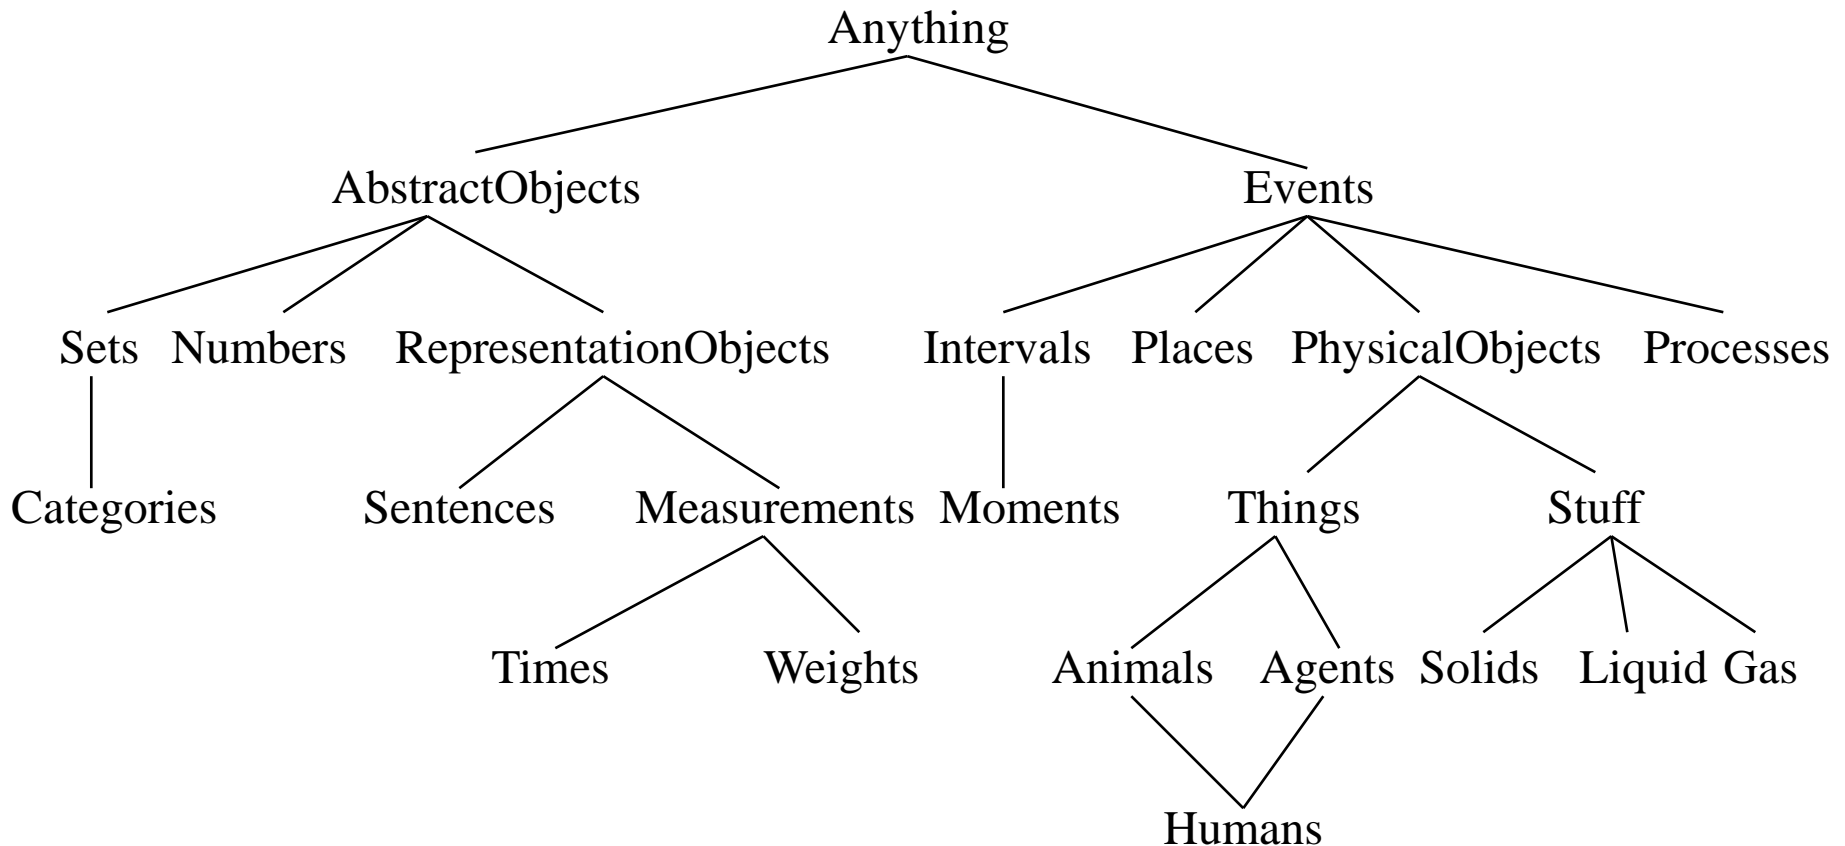 Anything
AbstractObjects Events
Sets Numbers RepresentationObjects Intervals Places PhysicalObjects Processes
Categories Sentences Measurements Moments Things Stuff
Times Weights Animals Agents Solids Liquid Gas
Humans